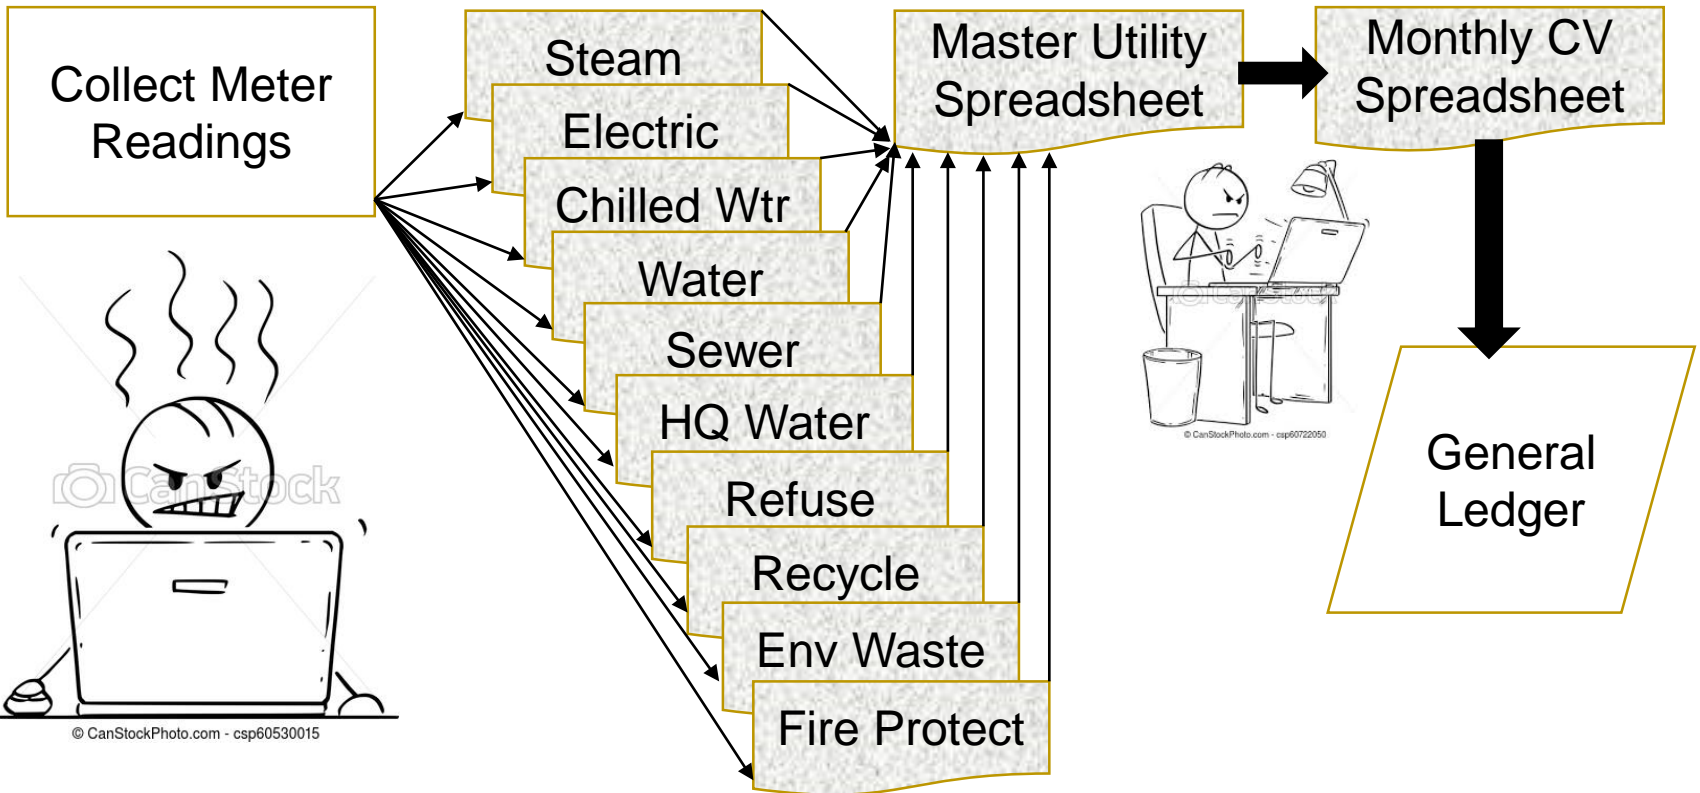 Collect Meter
Readings
Steam
Electric
Chilled Wtr
Water
Sewer
HQ Water
Refuse
Recycle
Env Waste
Fire Protect
Master Utility
Spreadsheet
Monthly CV
Spreadsheet
General
Ledger
CanStock
© CanStockPhoto.com - csp60530015
CanStock
© CanStockPhoto.com - csp60722050